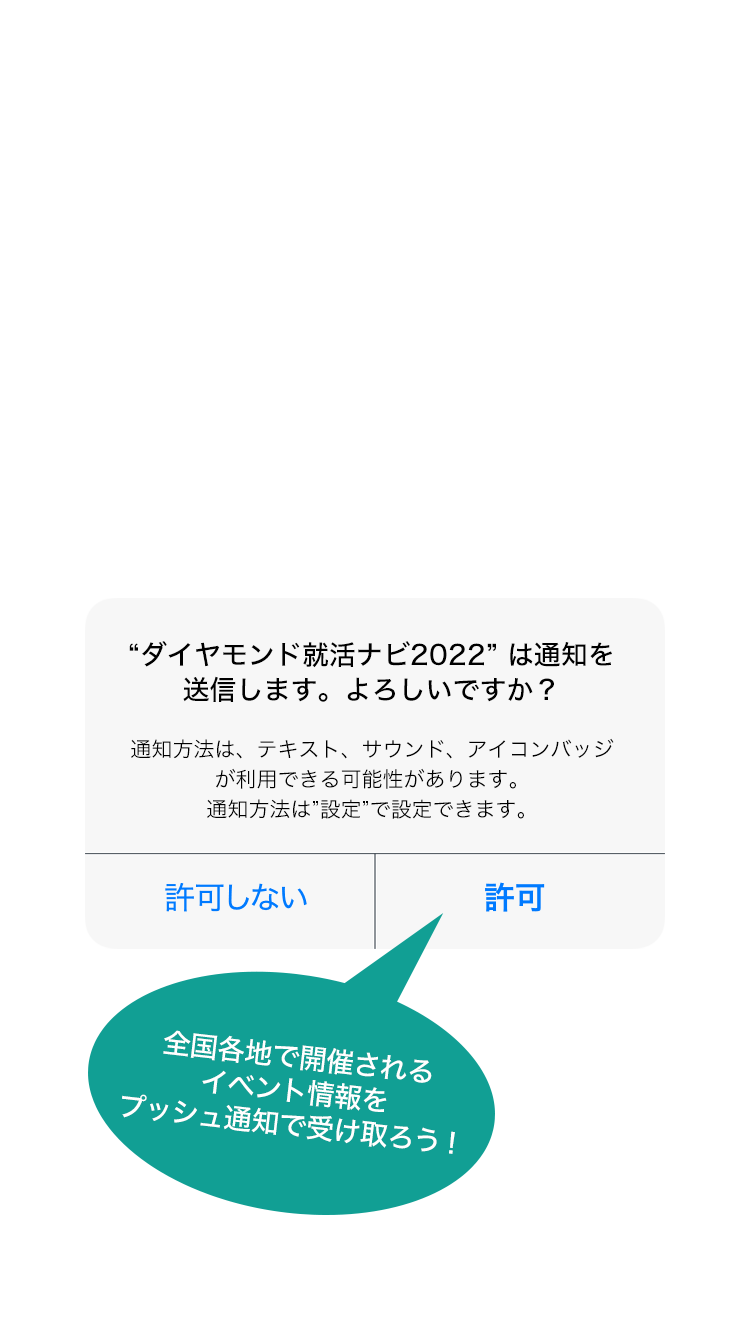 “ダイヤモンド就活ナビ2022” は通知を
送信します。よろしいですか？
通知方法は、テキスト、サウンド、アイコンバッジ
が利用できる可能性があります。
通知方法は”設定”で設定できます。
許可しない
許可
全国各地で開催される
イベント情報を
プッシュ通知で受け取ろう！